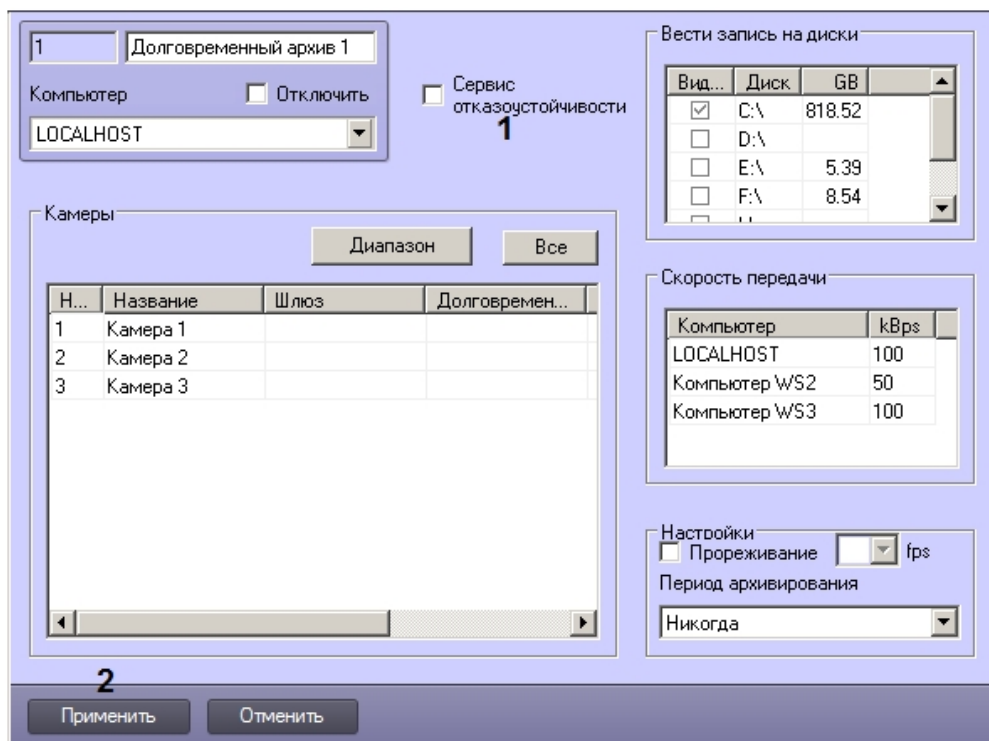 1 Долговременный архив 1
Компьютер Отключить
LOCALHOST
Сервис
отказоустойчивости
1
Вести запись на диски
Вид... Диск GB
C:\ 818.52
D:\
E:\ 5.39
F:\ 8.54
Камеры
Диапазон Все
Н... Название Шлюз Долговремен...
1 Камера 1
2 Камера 2
3 Камера 3
Скорость передачи
Компьютер kBps
LOCALHOST 100
Компьютер WS2 50
Компьютер WS3 100
Настройки
Прореживание fps
Период архивирования
Никогда
2
Применить Отменить